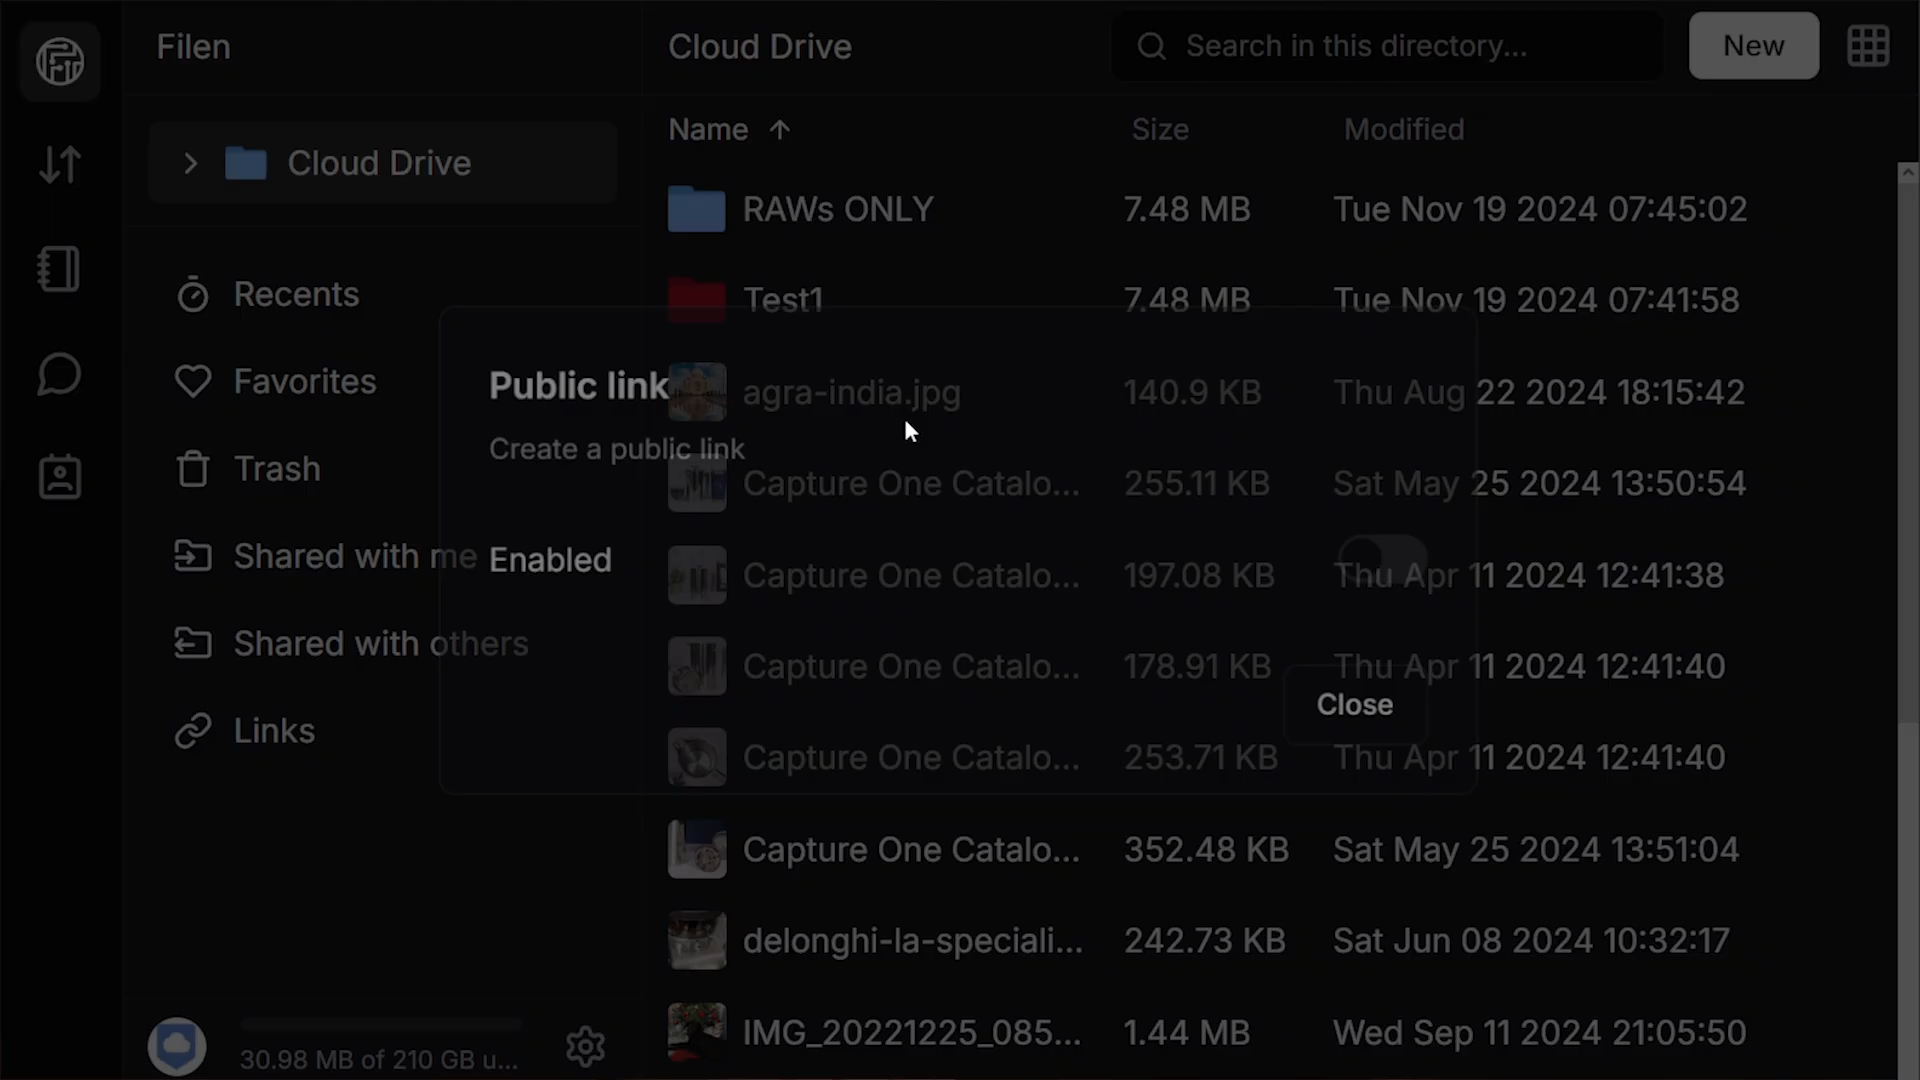 Filen
Cloud Drive
Search in this directory...
New
Cloud Drive
Recents
Favorites
Trash
Shared with me
Shared with others
Links
30.98 MB of 210 GB u...
Name Size Modified
RAWs ONLY 7.48 MB Tue Nov 19 2024 07:45:02
Test1 7.48 MB Tue Nov 19 2024 07:41:58
agra-india.jpg 140.9 KB Thu Aug 22 2024 18:15:42
Capture One Catalo... 255.11 KB Sat May 25 2024 13:50:54
Capture One Catalo... 197.08 KB Thu Apr 11 2024 12:41:38
Capture One Catalo... 178.91 KB Thu Apr 11 2024 12:41:40
Capture One Catalo... 253.71 KB Thu Apr 11 2024 12:41:40
Capture One Catalo... 352.48 KB Sat May 25 2024 13:51:04
delonghi-la-speciali... 242.73 KB Sat Jun 08 2024 10:32:17
IMG_20221225_085... 1.44 MB Wed Sep 11 2024 21:05:50
Public link
Create a public link
Enabled
Close